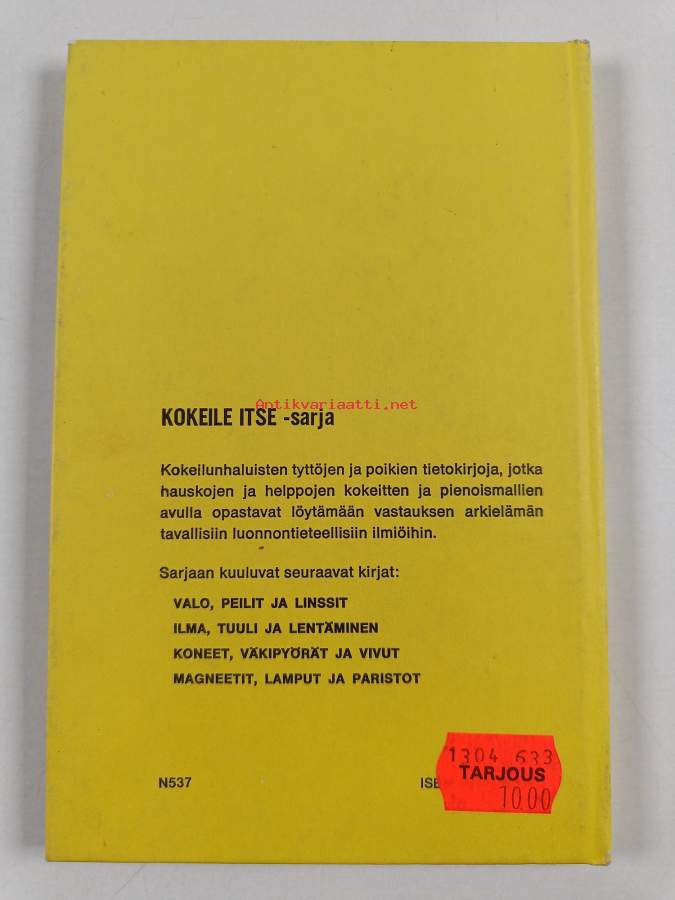 Antikvariaatti.net
KOKEILE ITSE -sarja
Kokeilunhaluisten tyttöjen ja poikien tietokirjoja, jotka
hauskojen ja helppojen kokeitten ja pienoismallien
avulla opastavat löytämään vastauksen arkielämän
tavallisiin luonnontieteellisiin ilmiöihin.
Sarjaan kuuluvat seuraavat kirjat:
VALO, PEILIT JA LINSSIT
ILMA, TUULI JA LENTÄMINEN
KONEET, VÄKIPYÖRÄT JA VIVUT
MAGNEETIT, LAMPUT JA PARISTOT
N537
1304 633
TARJOUS
10.00